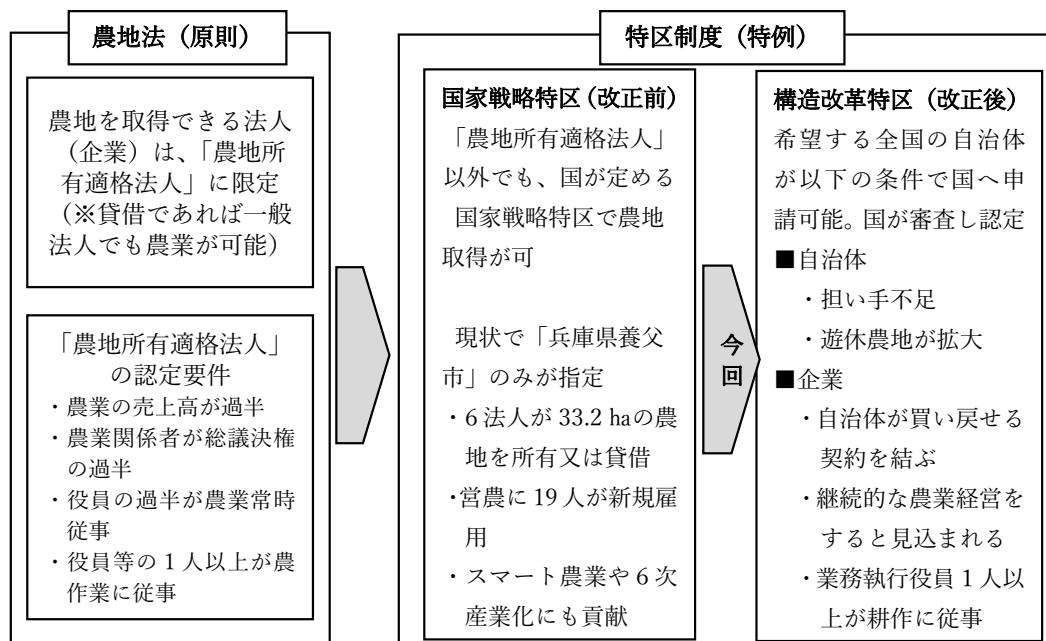 農地法（原則）
農地を取得できる法人
（企業）は、「農地所
有適格法人」に限定
（※貸借であれば一般
法人でも農業が可能）
「農地所有適格法人」
の認定要件
・農業の売上高が過半
・農業関係者が総議決権
の過半
・役員の過半が農業常時
従事
・役員等の１人以上が農
作業に従事
特区制度（特例）
国家戦略特区（改正前）
「農地所有適格法人」
以外でも、国が定める
国家戦略特区で農地
取得が可
現状で「兵庫県養父
市」のみが指定
・6 法人が 33.2 haの農
地を所有又は貸借
・営農に 19 人が新規雇
用
・スマート農業や６次
産業化にも貢献
今
回
構造改革特区（改正後）
希望する全国の自治体
が以下の条件で国へ申
請可能。国が審査し認定
■自治体
・担い手不足
・遊休農地が拡大
■企業
・自治体が買い戻せる
契約を結ぶ
・継続的な農業経営を
すると見込まれる
・業務執行役員１人以
上が耕作に従事